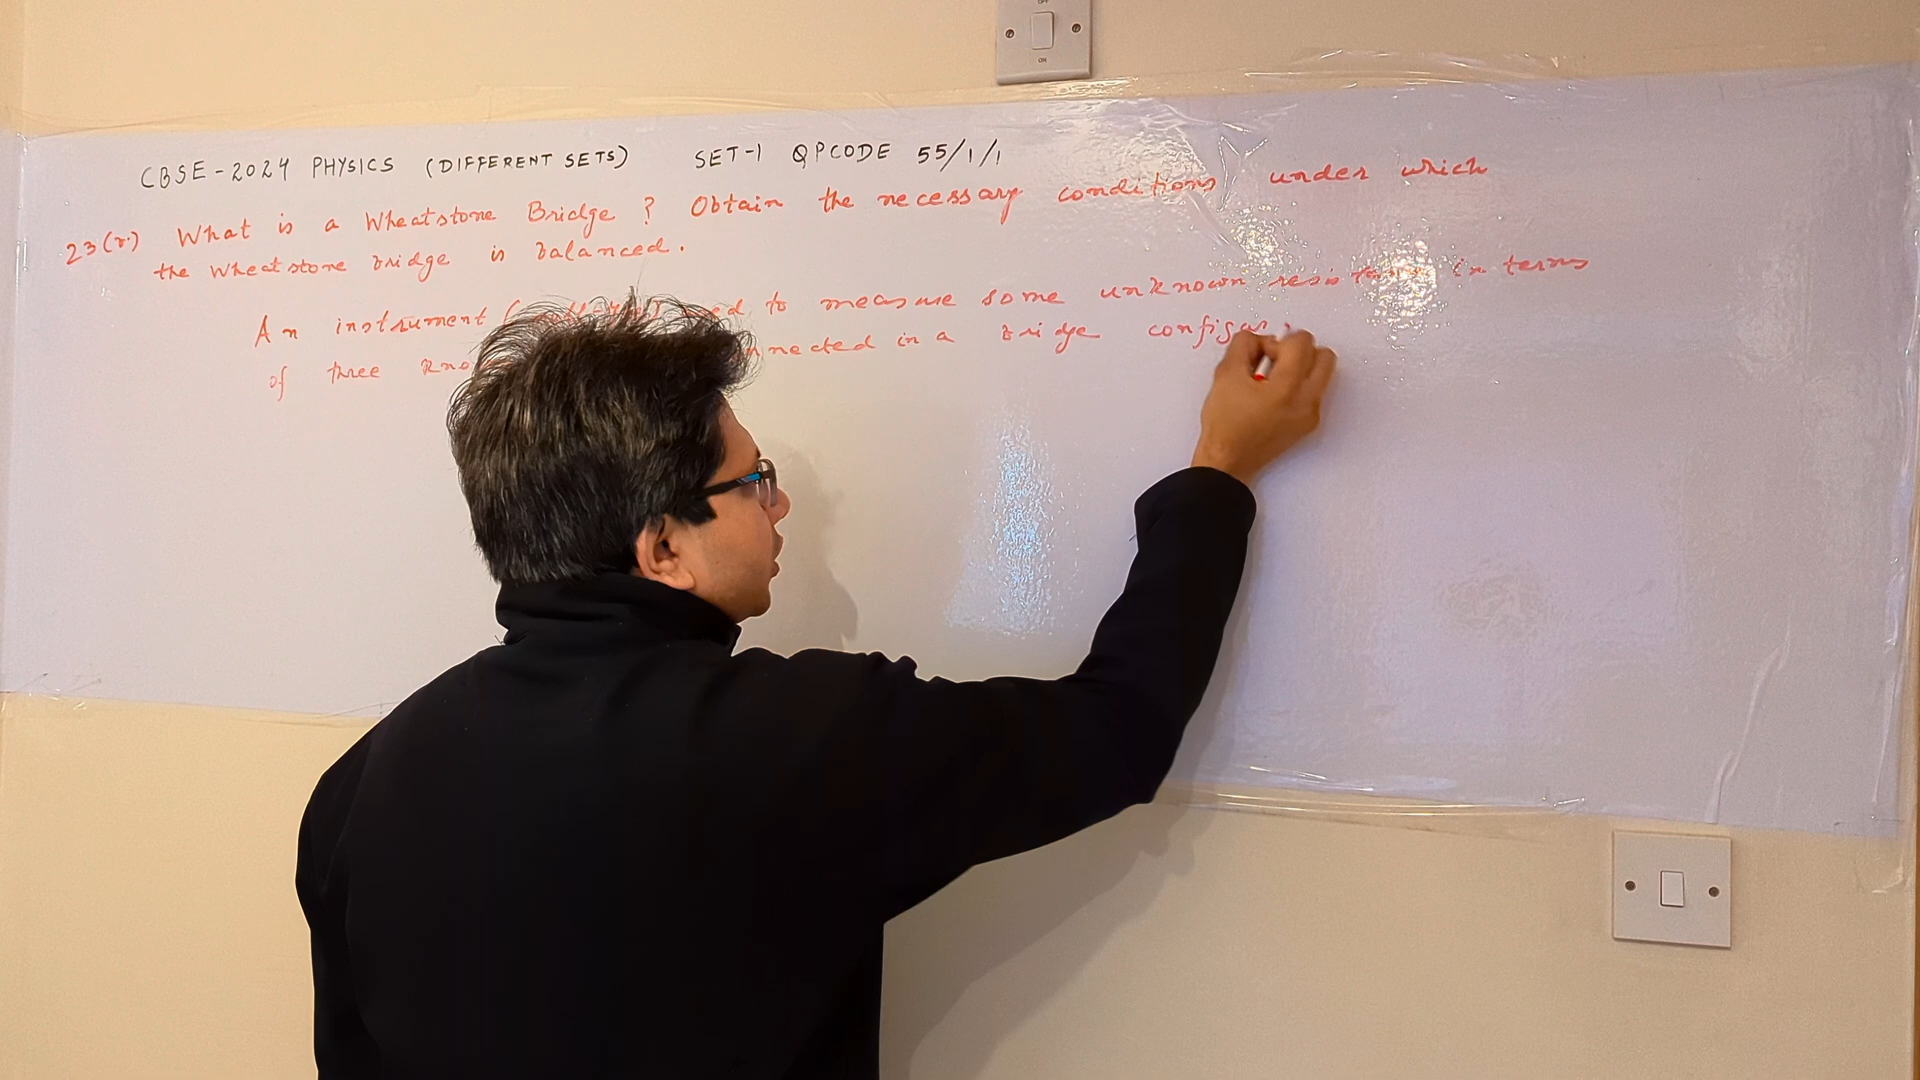 OFF
ON
CBSE-2024 PHYSICS (DIFFERENT SETS) SET-1 QPCODE 55/1/1
23(r.) What is a Wheatstone Bridge? Obtain the necessary conditions under which
the Wheatstone bridge is balanced.
An instrument to measure some unknown in terms
of three in a bridge